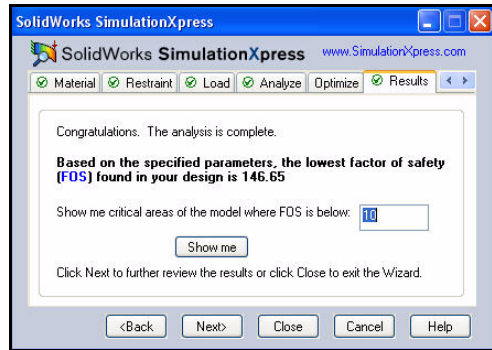 SolidWorks SimulationXpress
SolidWorks SimulationXpress www.SimulationXpress.com
Material Restraint Load Analyze Optimize Results
Congratulations. The analysis is complete.
Based on the specified parameters, the lowest factor of safety
(FOS) found in your design is 146.65
Show me critical areas of the model where FOS is below: 10
Show me
Click Next to further review the results or click Close to exit the Wizard.
<Back Next> Close Cancel Help